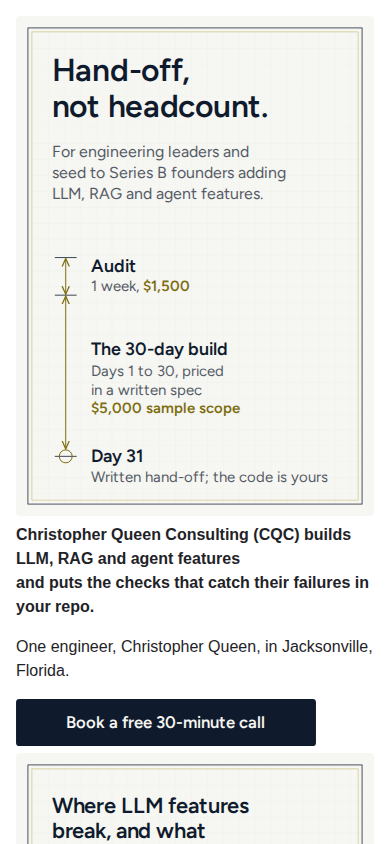 Hand-off,
not headcount.
For engineering leaders and
seed to Series B founders adding
LLM, RAG and agent features.
Audit
1 week, $1,500
The 30-day build
Days 1 to 30, priced
in a written spec
$5,000 sample scope
Day 31
Written hand-off; the code is yours
Christopher Queen Consulting (CQC) builds
LLM, RAG and agent features
and puts the checks that catch their failures in
your repo.
One engineer, Christopher Queen, in Jacksonville,
Florida.
Book a free 30-minute call
Where LLM features
break, and what